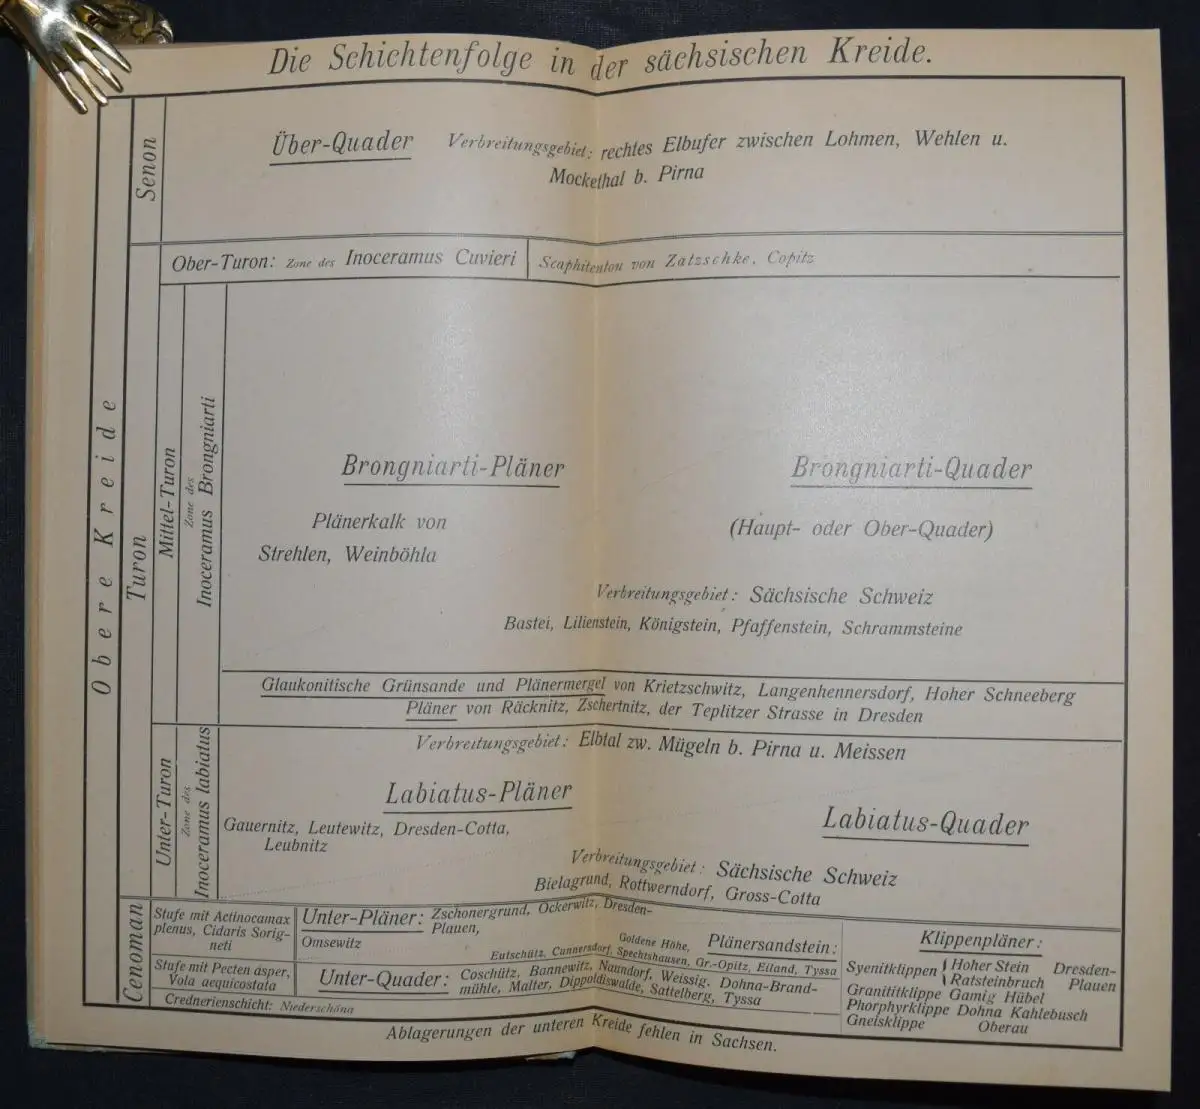 Die Schichtenfolge in der sächsischen Kreide.
Obere Kreide
Senon
Über-Quader Verbreitungsgebiet: rechtes Elbufer zwischen Lohmen, Wehlen u.
Mockethal b. Pirna
Turon
Ober-Turon: Zone des Inoceramus Cuvieri
Scaphitenton von Zatzschke, Copitz
Mittel-Turon
Zone des
Inoceramus Brongniarti
Brongniarti-Pläner
Plänerkalk von
Strehlen, Weinböhla
Brongniarti-Quader
(Haupt- oder Ober-Quader)
Verbreitungsgebiet: Sächsische Schweiz
Bastei, Lilienstein, Königstein, Pfaffenstein, Schrammsteine
Glaukonitische Grünsande und Plänermergel von Krietzschwitz, Langenhennersdorf, Hoher Schneeberg
Pläner von Räcknitz, Zschertnitz, der Teplitzer Strasse in Dresden
Unter-Turon
Zone des
Inoceramus labiatus
Verbreitungsgebiet: Elbtal zw. Mügeln b. Pirna u. Meissen
Labiatus-Pläner
Gauernitz, Leutewitz, Dresden-Cotta,
Leubnitz
Labiatus-Quader
Verbreitungsgebiet: Sächsische Schweiz
Bielagrund, Rottwerndorf, Gross-Cotta
Cenoman
Stufe mit Actinocamax
plenus, Cidaris Sorig-
neti
Unter-Pläner: Zschonergrund, Ockerwitz, Dresden-
Plauen,
Omsewitz
Goldene Höhe, Plänersandstein:
Eutschütz, Cunnersdorf, Spechtshausen, Gr.-Opitz, Eiland, Tyssa
Stufe mit Pecten asper,
Vola aequicostata
Unter-Quader: Coschütz, Bannewitz, Naundorf, Weissig, Dohna-Brand-
mühle, Malter, Dippoldiswalde, Sattelberg, Tyssa
Crednerienschicht: Niederschöna
Klippenpläner:
Syenitklippen Hoher Stein Dresden-
Ratsteinbruch Plauen
Granititklippe Gamig Hübel
Phorphyrklippe Dohna Kahlebusch
Gneisklippe Oberau
Ablagerungen der unteren Kreide fehlen in Sachsen.